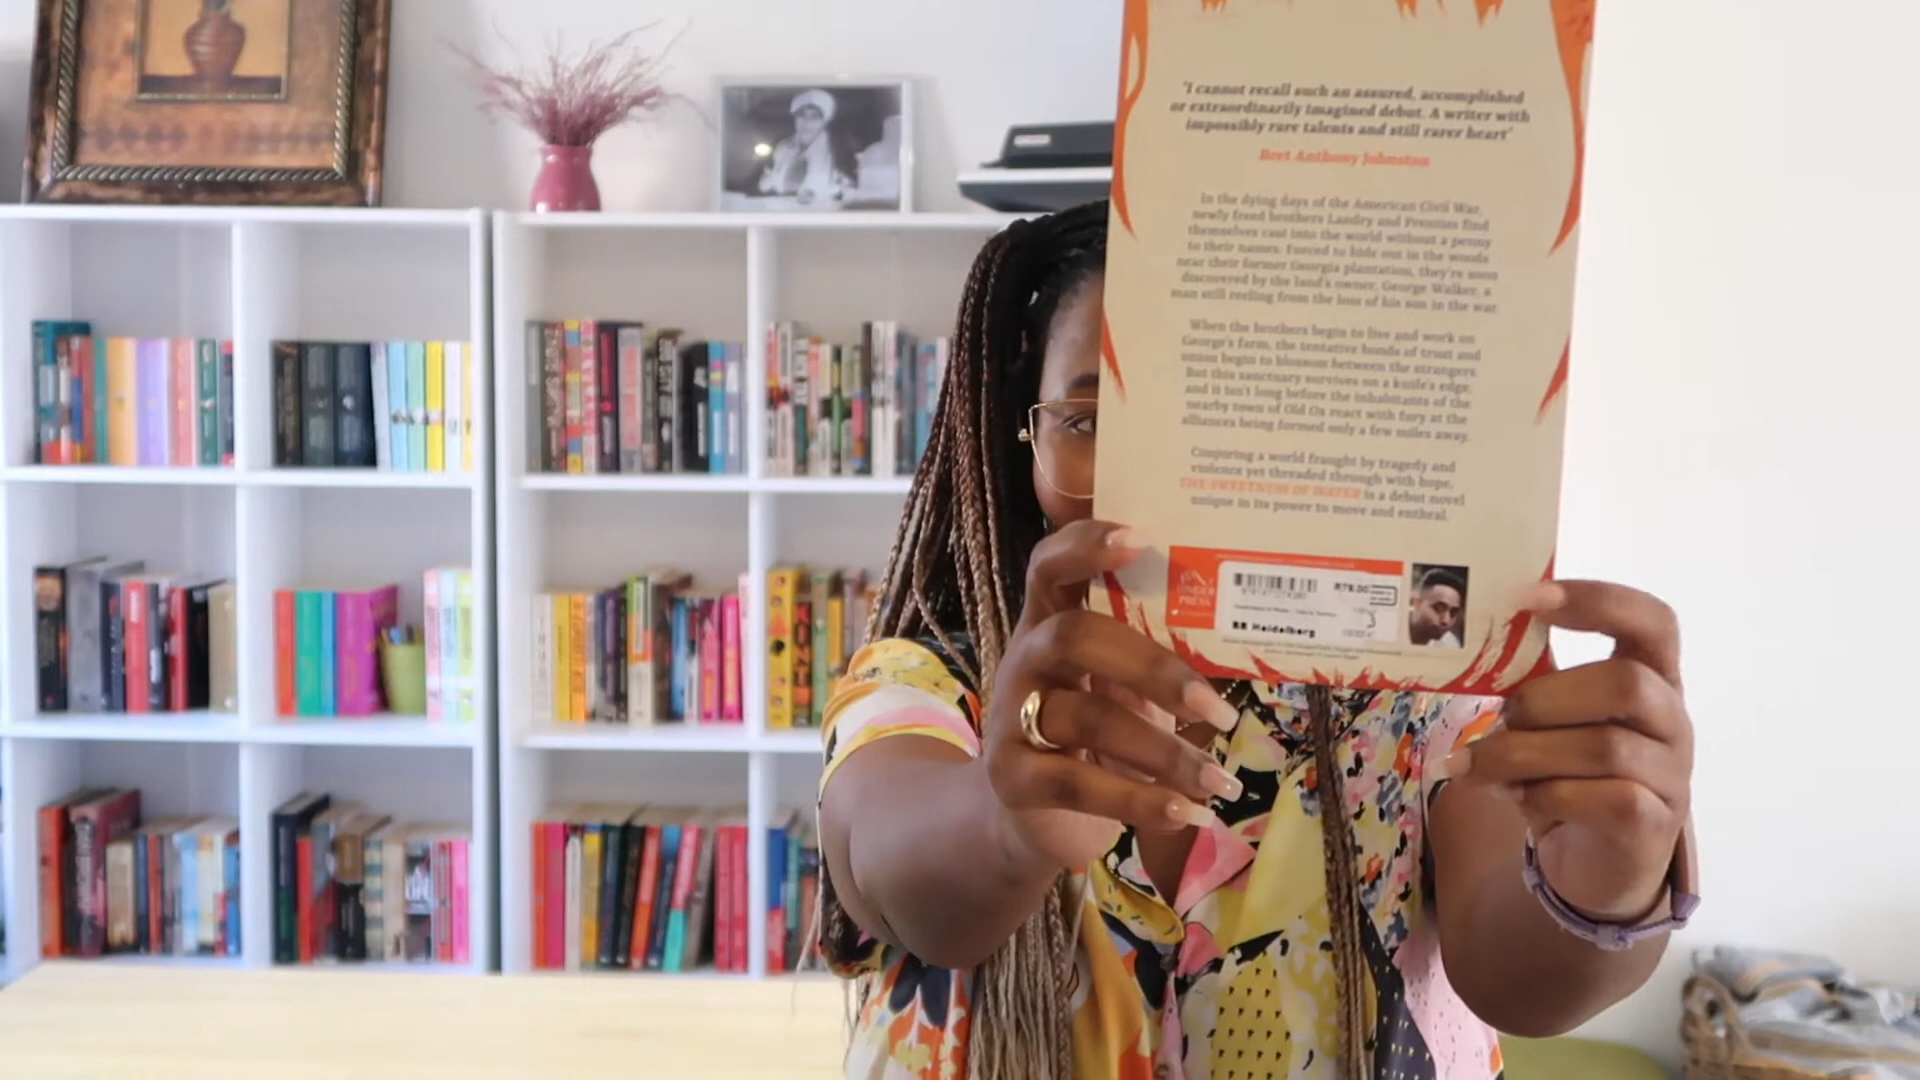 'I cannot recall such an assured, accomplished
or extraordinarily imagined debut. A writer with
impossibly rare talents and still rarer heart'
Bret Anthony Johnston
In the dying days of the American Civil War,
newly freed brothers Landry and Prentiss find
themselves cast into the world without a penny
to their names. Forced to hide out in the woods
near their former Georgia plantation, they're soon
discovered by the land's owner, George Walker, a
man still reeling from the loss of his son in the war.
When the brothers begin to live and work on
George's farm, the tentative bonds of trust and
union begin to blossom between the strangers.
But this sanctuary survives on a knife's edge,
and it isn't long before the inhabitants of the
nearby town of Old Ox react with fury at the
alliances being formed only a few miles away.
Conjuring a world fraught by tragedy and
violence yet threaded through with hope,
THE SWEETNESS OF WATER is a debut novel
unique in its power to move and enthral.
TINDER
PRESS
R79.00
BB Heidelberg